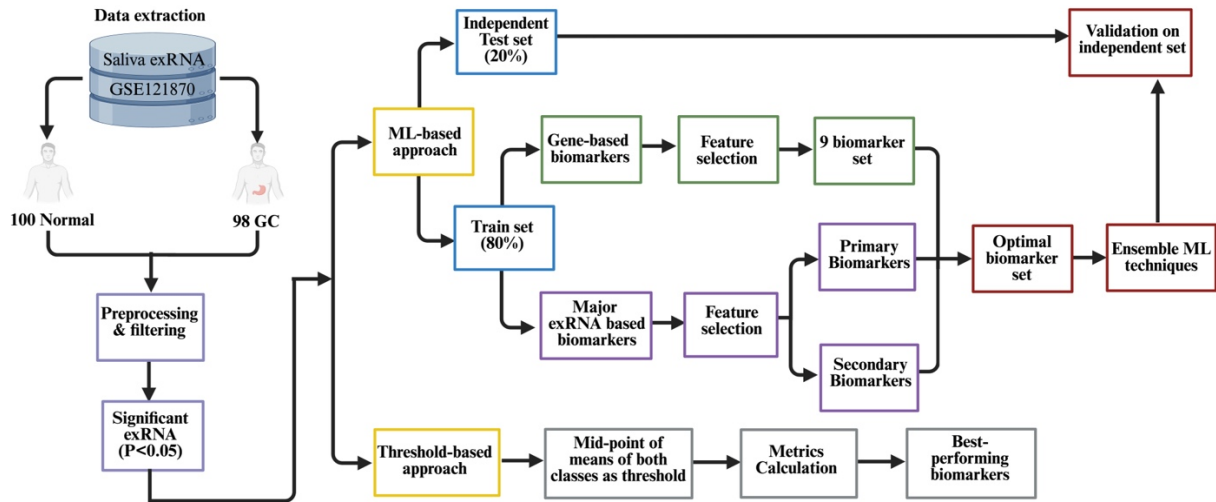 Data extraction
Saliva exRNA
GSE121870
100 Normal
98 GC
Preprocessing
& filtering
Significant
exRNA
(P<0.05)
ML-based
approach
Independent
Test set
(20%)
Train set
(80%)
Gene-based
biomarkers
Feature
selection
9 biomarker
set
Major
exRNA based
biomarkers
Feature
selection
Primary
Biomarkers
Secondary
Biomarkers
Optimal
biomarker
set
Ensemble ML
techniques
Validation on
independent set
Threshold-based
approach
Mid-point of
means of both
classes as threshold
Metrics
Calculation
Best-
performing
biomarkers